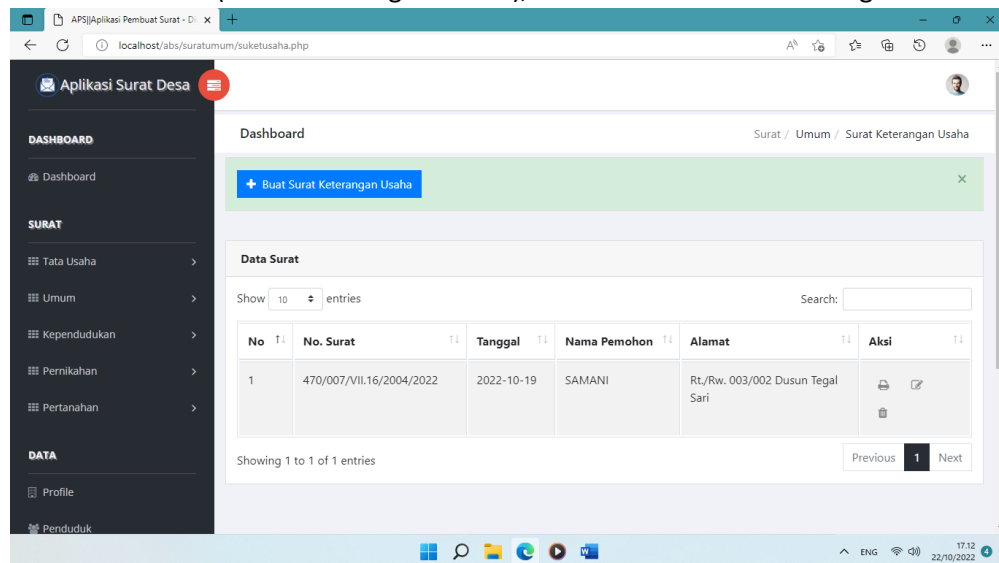 APS||Aplikasi Pembuat Surat - D
localhost/abs/suratumum/suketusaha.php
Aplikasi Surat Desa
DASHBOARD
Dashboard
SURAT
Tata Usaha
Umum
Kependudukan
Pernikahan
Pertanahan
DATA
Profile
Penduduk
Dashboard
Surat / Umum / Surat Keterangan Usaha
+ Buat Surat Keterangan Usaha ×
Data Surat
Show 10 entries Search:
No No. Surat Tanggal Nama Pemohon Alamat Aksi
1 470/007/VII.16/2004/2022 2022-10-19 SAMANI Rt./Rw. 003/002 Dusun Tegal
Sari
Showing 1 to 1 of 1 entries Previous 1 Next
ENG 17.12
22/10/2022 4